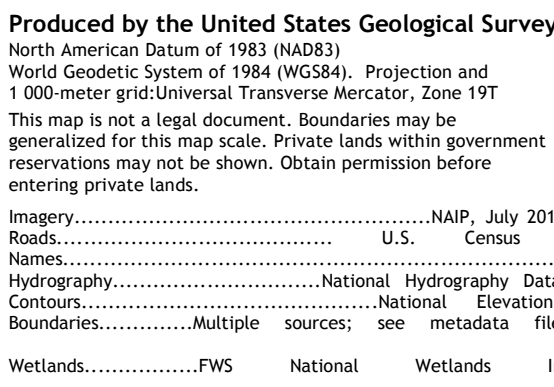 Produced by the United States Geological Survey
North American Datum of 1983 (NAD83)
World Geodetic System of 1984 (WGS84).  Projection and
1 000-meter grid:Universal Transverse Mercator, Zone 19T
This map is not a legal document. Boundaries may be
generalized for this map scale. Private lands within government
reservations may not be shown. Obtain permission before
entering private lands.
Imagery....................................................NAIP, July 201
Roads........................................ U.S. Census
Names....................................................................
Hydrography..............................National Hydrography Data
Contours...........................................National Elevation
Boundaries..............Multiple sources; see metadata file
Wetlands.................FWS National Wetlands